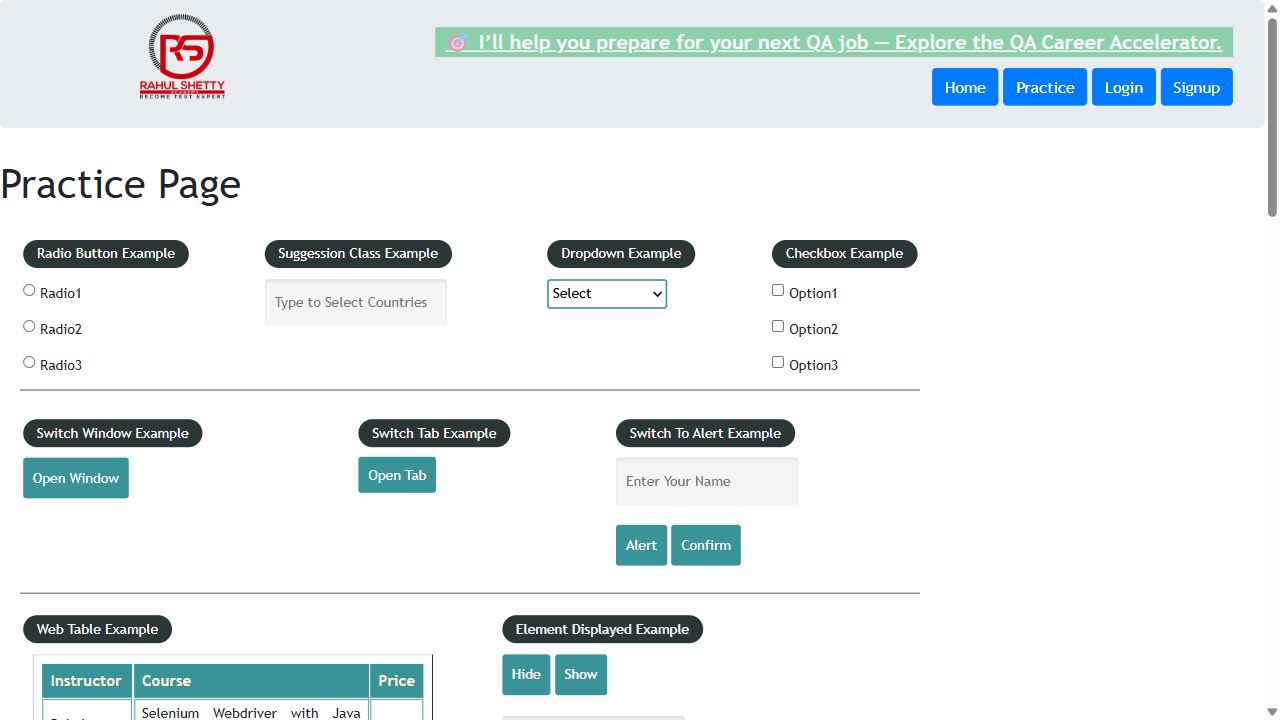 RAHUL SHETTY
ACADEMY
BECOME TEST EXPERT
🎯 I'll help you prepare for your next QA job — Explore the QA Career Accelerator.
Home Practice Login Signup
Practice Page
Radio Button Example Suggession Class Example Dropdown Example Checkbox Example
Radio1 Type to Select Countries Select Option1
Radio2 Option2
Radio3 Option3
Switch Window Example Switch Tab Example Switch To Alert Example
Open Window Open Tab Enter Your Name
Alert Confirm
Web Table Example Element Displayed Example
Hide Show
Instructor Course Price
Selenium Webdriver with Java